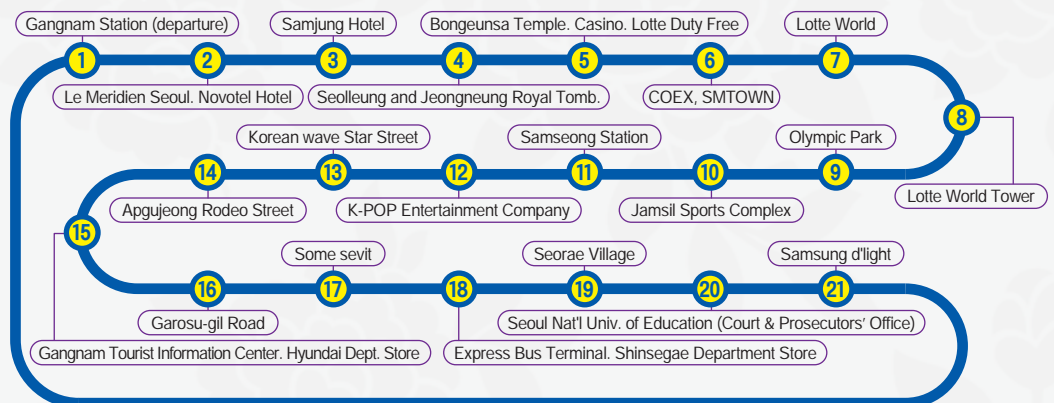 Gangnam Station (departure)
Samjung Hotel
Bongeunsa Temple. Casino. Lotte Duty Free
Lotte World
1
2
3
4
5
6
7
Le Meridien Seoul. Novotel Hotel
Seolleung and Jeongneung Royal Tomb.
COEX, SMTOWN
8
Korean wave Star Street
Samseong Station
Olympic Park
14
13
12
11
10
9
Lotte World Tower
Apgujeong Rodeo Street
K-POP Entertainment Company
Jamsil Sports Complex
15
Some sevit
Seorae Village
Samsung d'light
16
17
18
19
20
21
Garosu-gil Road
Seoul Nat'l Univ. of Education (Court & Prosecutors' Office)
Gangnam Tourist Information Center. Hyundai Dept. Store
Express Bus Terminal. Shinsegae Department Store